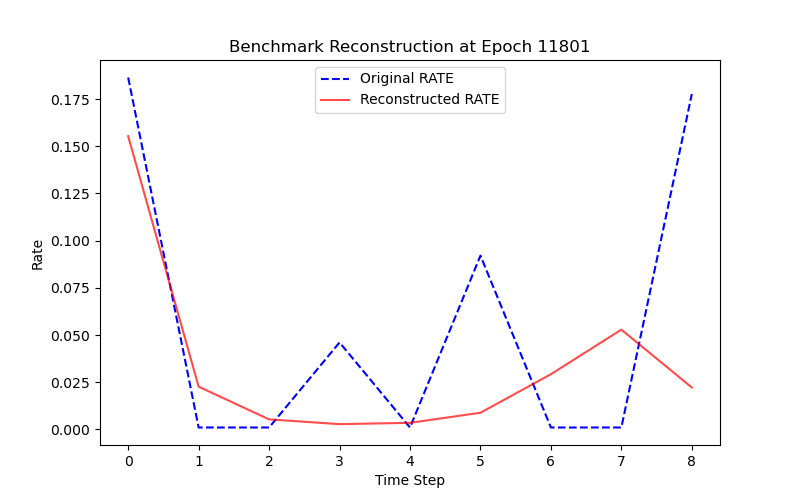 Benchmark Reconstruction at Epoch 11801
Original RATE
Reconstructed RATE
0.175
0.150
0.125
0.100
0.075
0.050
0.025
0.000
Rate
0 1 2 3 4 5 6 7 8
Time Step